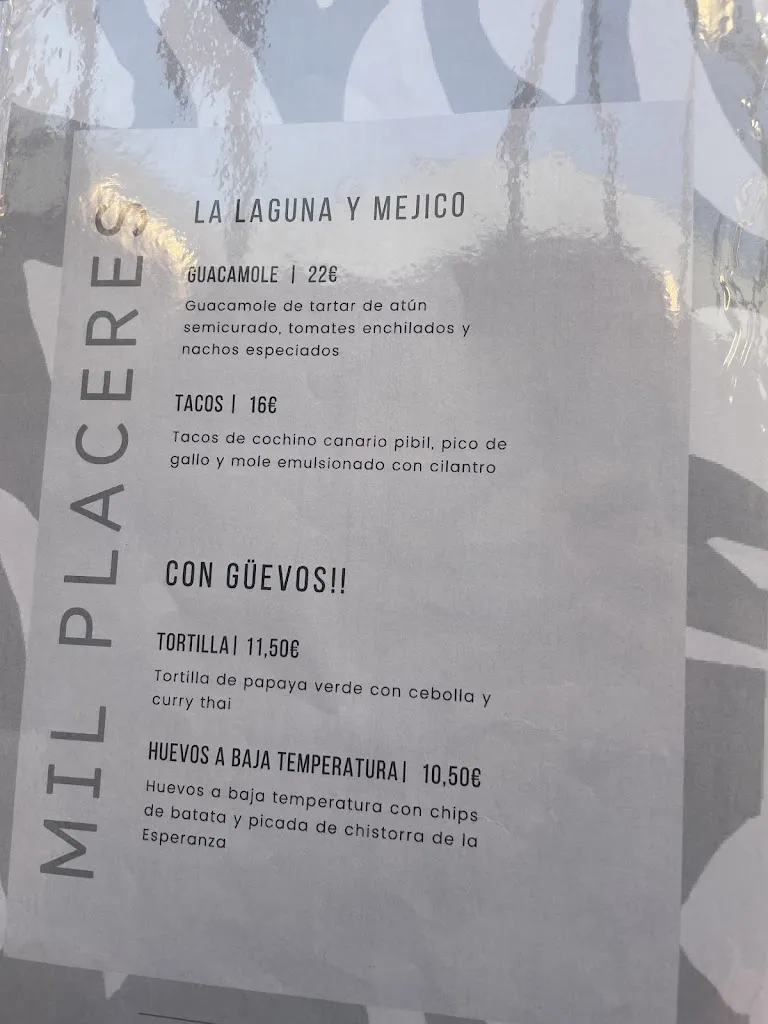 MIL PLACERES
LA LAGUNA Y MEJICO
GUACAMOLE | 22€
Guacamole de tartar de atún
semicurado, tomates enchilados y
nachos especiados
TACOS | 16€
Tacos de cochino canario pibil, pico de
gallo y mole emulsionado con cilantro
CON GÜEVOS!!
TORTILLA| 11,50€
Tortilla de papaya verde con cebolla y
curry thai
HUEVOS A BAJA TEMPERATURA| 10,50€
Huevos a baja temperatura con chips
de batata y picada de chistorra de la
Esperanza